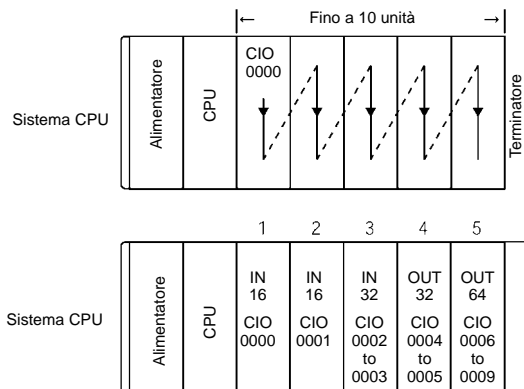 ← Fino a 10 unità →
CIO
0000
Sistema CPU
Alimentatore
CPU
Terminatore
1 2 3 4 5
IN
16
CIO
0000
IN
16
CIO
0001
IN
32
CIO
0002
to
0003
OUT
32
CIO
0004
to
0005
OUT
64
CIO
0006
to
0009
Sistema CPU
Alimentatore
CPU